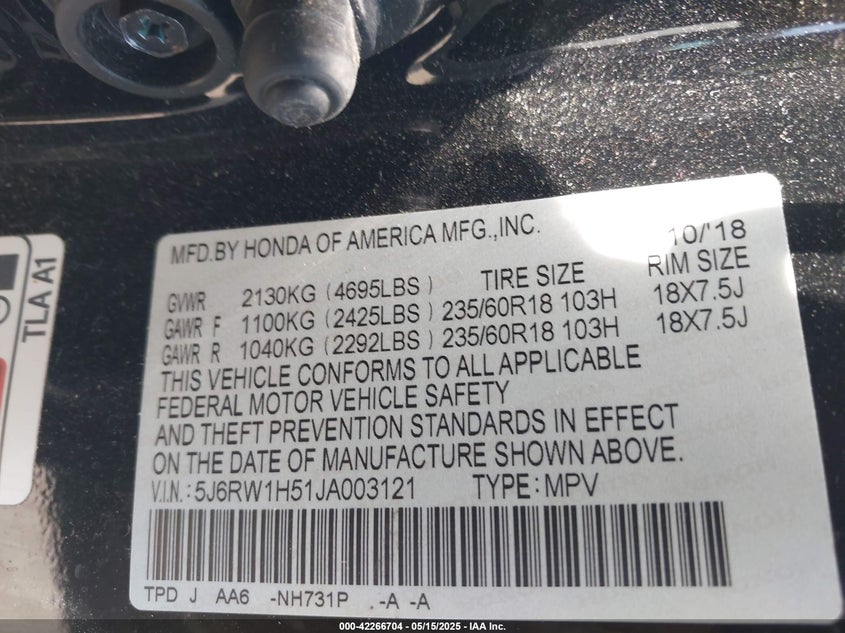 MFD.BY HONDA OF AMERICA MFG.,INC. 10/'18
TIRE SIZE RIM SIZE
GVWR 2130KG (4695LBS)
GAWR F 1100KG (2425LBS) 235/60R18 103H 18X7.5J
GAWR R 1040KG (2292LBS) 235/60R18 103H 18X7.5J
THIS VEHICLE CONFORMS TO ALL APPLICABLE
FEDERAL MOTOR VEHICLE SAFETY
AND THEFT PREVENTION STANDARDS IN EFFECT
ON THE DATE OF MANUFACTURE SHOWN ABOVE.
V.I.N.: 5J6RW1H51JA003121 TYPE: MPV
TPD J AA6 -NH731P .-A -A
TLA A1
000-42266704 - 05/15/2025 - IAA Inc.